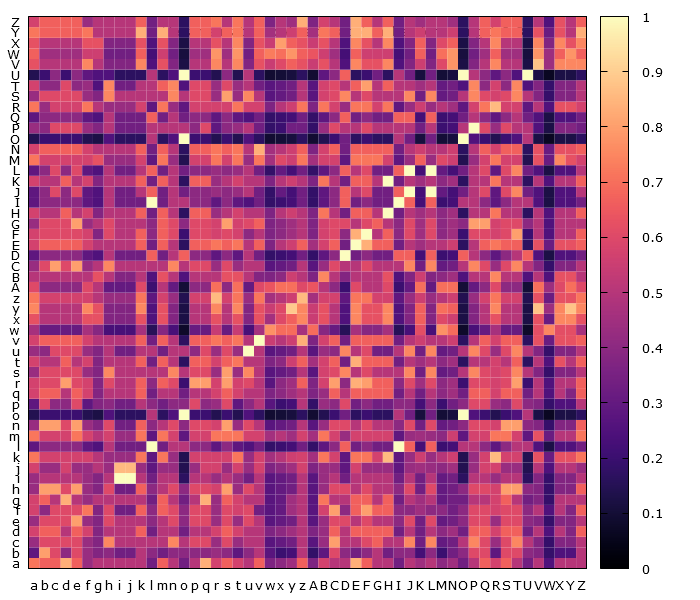 Z
Y
X
W
V
U
T
S
R
Q
P
O
N
M
L
K
J
I
H
G
F
E
D
C
B
A
z
y
x
w
v
u
t
s
r
q
p
o
n
m
l
k
j
i
h
g
f
e
d
c
b
a
a b c d e f g h i j k l m n o p q r s t u v w x y z A B C D E F G H I J K L M N O P Q R S T U V W X Y Z
1
0.9
0.8
0.7
0.6
0.5
0.4
0.3
0.2
0.1
0